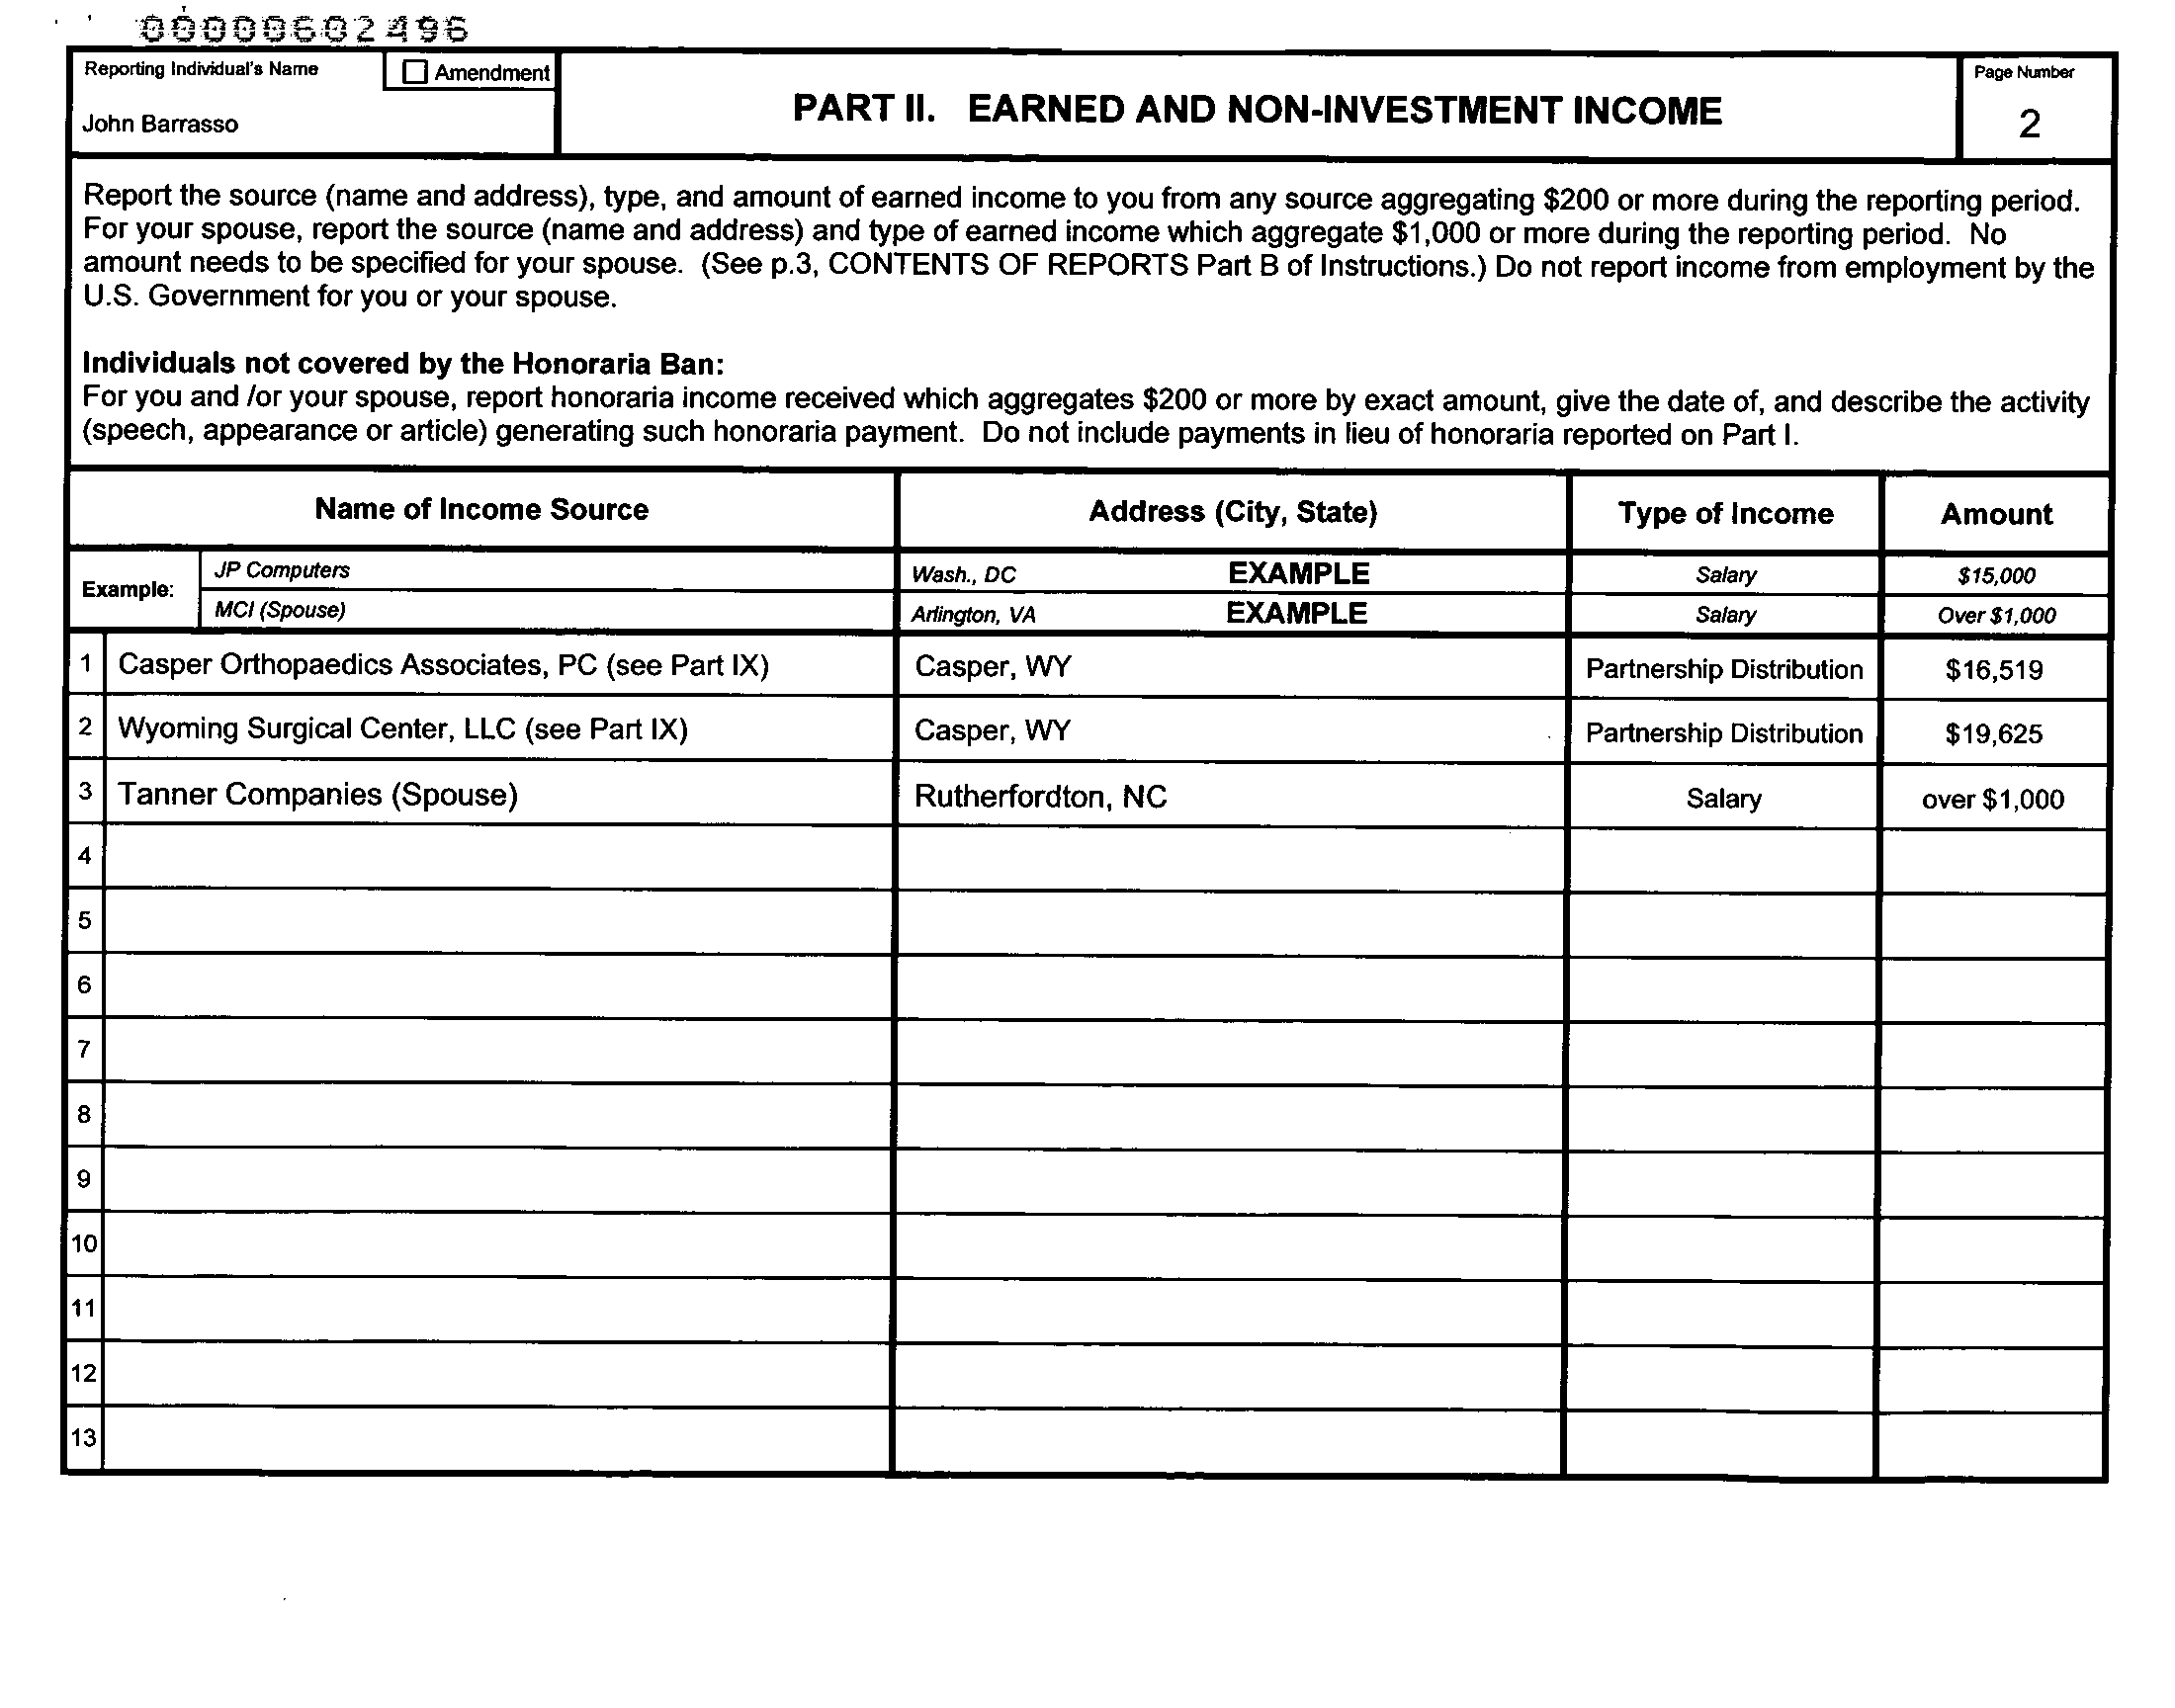 00000602496
Reporting Individual's Name
Amendment
John Barrasso
PART II. EARNED AND NON-INVESTMENT INCOME
Page Number
2
Report the source (name and address), type, and amount of earned income to you from any source aggregating $200 or more during the reporting period.
For your spouse, report the source (name and address) and type of earned income which aggregate $1,000 or more during the reporting period. No
amount needs to be specified for your spouse. (See p.3, CONTENTS OF REPORTS Part B of Instructions.) Do not report income from employment by the
U.S. Government for you or your spouse.
Individuals not covered by the Honoraria Ban:
For you and /or your spouse, report honoraria income received which aggregates $200 or more by exact amount, give the date of, and describe the activity
(speech, appearance or article) generating such honoraria payment. Do not include payments in lieu of honoraria reported on Part I.
Name of Income Source Address (City, State) Type of Income Amount
Example: JP Computers Wash., DC EXAMPLE Salary $15,000
MCI (Spouse) Arlington, VA EXAMPLE Salary Over $1,000
1 Casper Orthopaedics Associates, PC (see Part IX) Casper, WY Partnership Distribution $16,519
2 Wyoming Surgical Center, LLC (see Part IX) Casper, WY Partnership Distribution $19,625
3 Tanner Companies (Spouse) Rutherfordton, NC Salary over $1,000
4
5
6
7
8
9
10
11
12
13